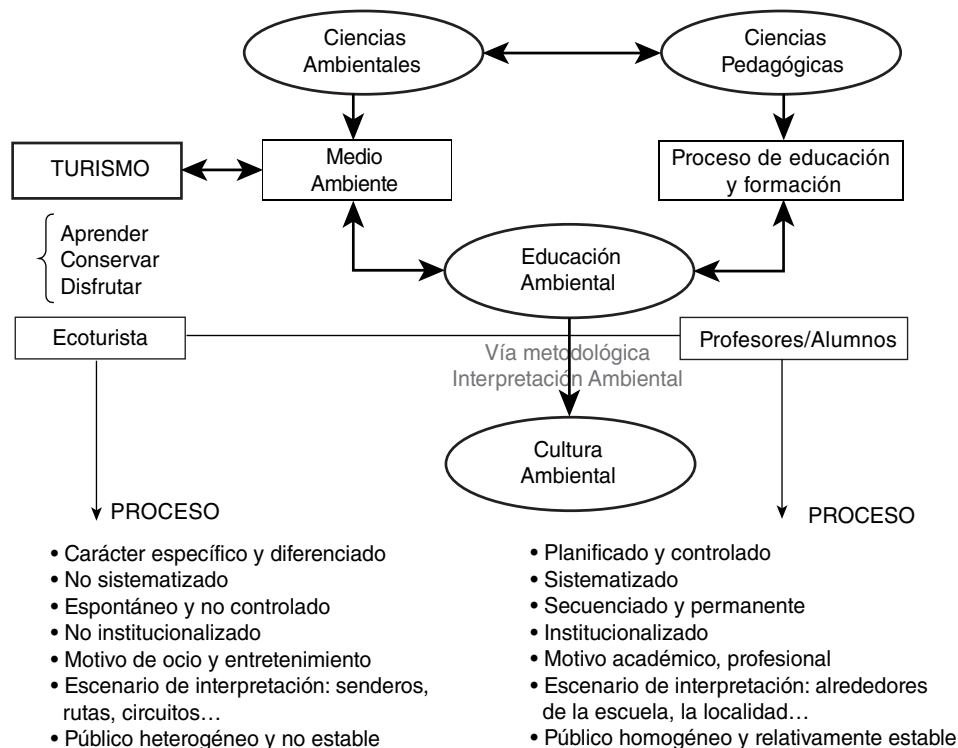 Ciencias
Ambientales
Ciencias
Pedagógicas
TURISMO
Medio
Ambiente
Proceso de educación
y formación
Aprender
Conservar
Disfrutar
Educación
Ambiental
Ecoturista
Profesores/Alumnos
Vía metodológica
Interpretación Ambiental
Cultura
Ambiental
PROCESO
• Carácter específico y diferenciado
• No sistematizado
• Espontáneo y no controlado
• No institucionalizado
• Motivo de ocio y entretenimiento
• Escenario de interpretación: senderos,
rutas, circuitos…
• Público heterogéneo y no estable
PROCESO
• Planificado y controlado
• Sistematizado
• Secuenciado y permanente
• Institucionalizado
• Motivo académico, profesional
• Escenario de interpretación: alrededores
de la escuela, la localidad…
• Público homogéneo y relativamente estable